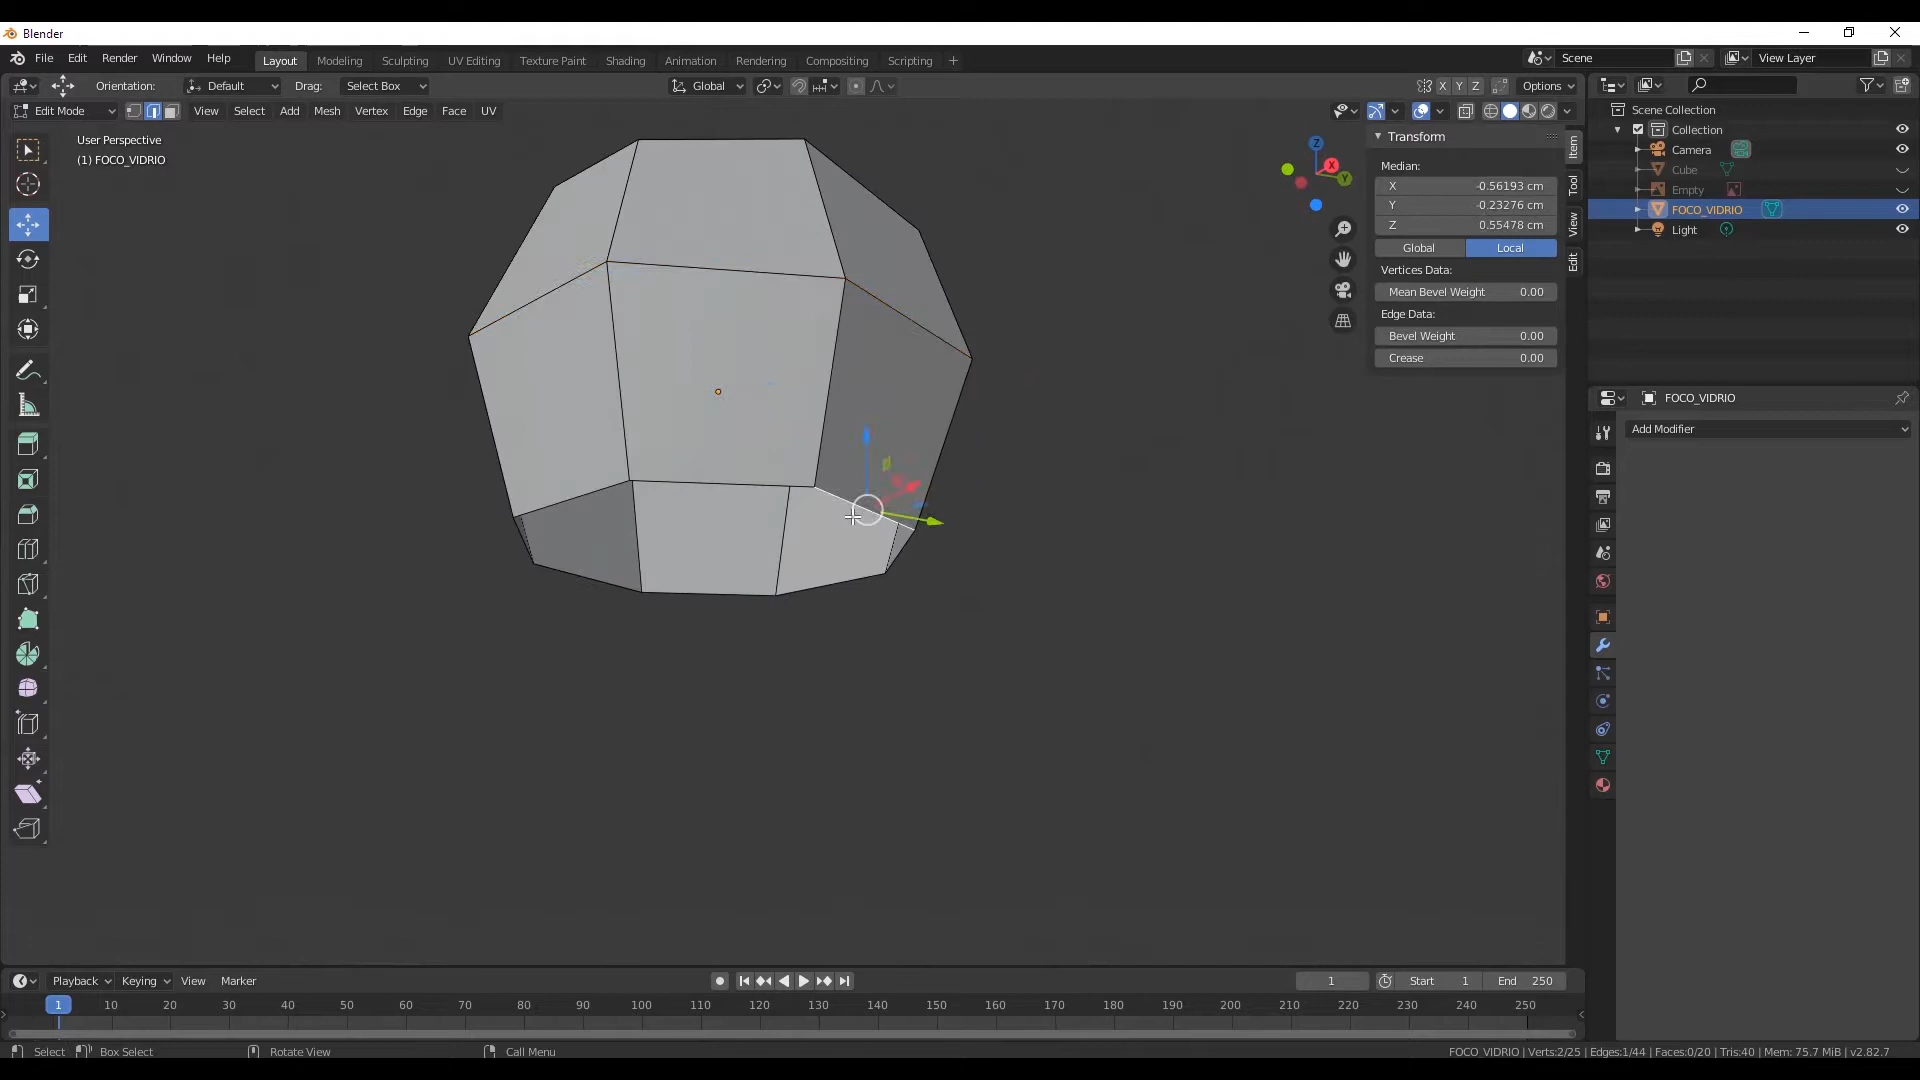 Blender
File Edit Render Window Help
Layout Modeling Sculpting UV Editing Texture Paint Shading Animation Rendering Compositing Scripting +
Scene
View Layer
Orientation: Default Drag: Select Box
Global
X Y Z Options
Edit Mode View Select Add Mesh Vertex Edge Face UV
User Perspective
(1) FOCO_VIDRIO
Z
X
Y
Transform
Median:
X -0.56193 cm
Y -0.23276 cm
Z 0.55478 cm
Global Local
Vertices Data:
Mean Bevel Weight 0.00
Edge Data:
Bevel Weight 0.00
Crease 0.00
Item
Tool
View
Edit
Scene Collection
Collection
Camera
Cube
Empty
FOCO_VIDRIO
Light
FOCO_VIDRIO
Add Modifier
Playback Keying View Marker
1 Start 1 End 250
1 10 20 30 40 50 60 70 80 90 100 110 120 130 140 150 160 170 180 190 200 210 220 230 240 250
Select Box Select Rotate View Call Menu
FOCO_VIDRIO | Verts:2/25 | Edges:1/44 | Faces:0/20 | Tris:40 | Mem: 75.7 MiB | v2.82.7